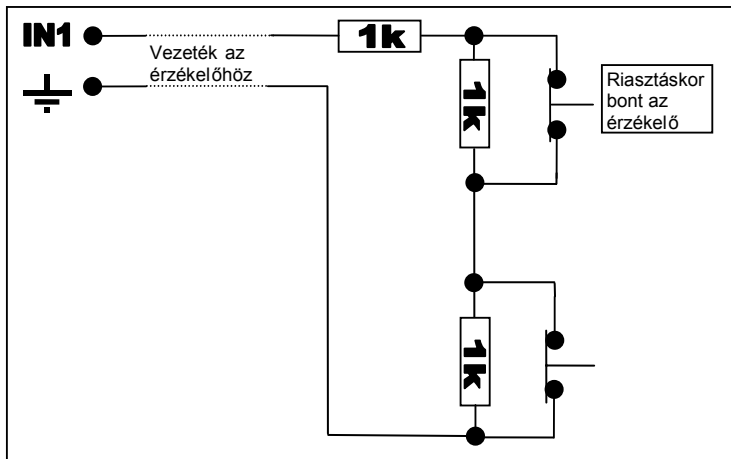 IN1
1k
Vezeték az
érzékelőhöz
1k
Riasztáskor
bont az
érzékelő
1k